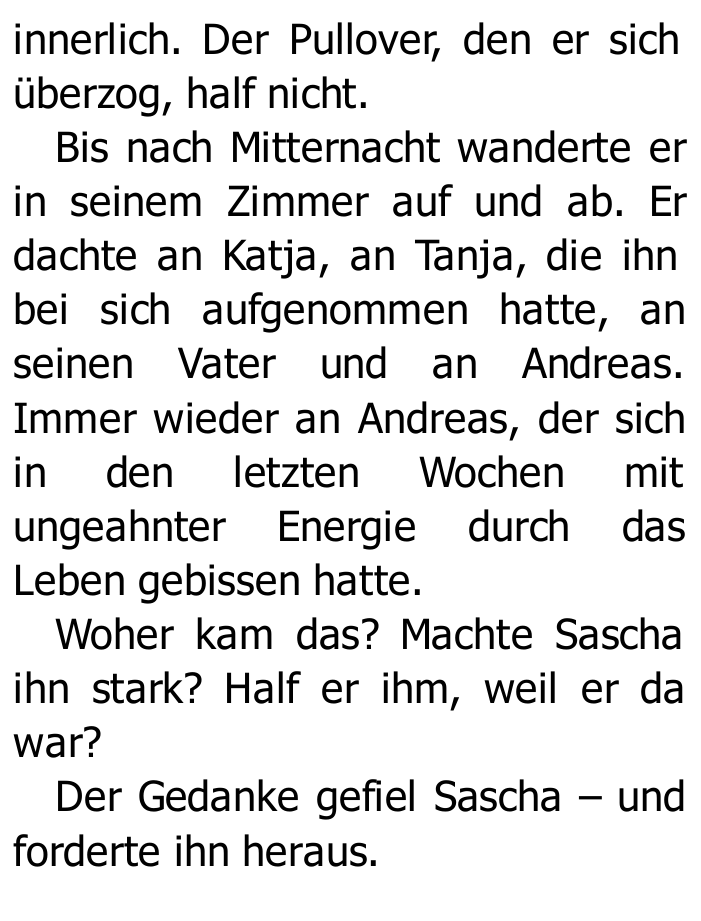 innerlich. Der Pullover, den er sich
überzog, half nicht.
Bis nach Mitternacht wanderte er
in seinem Zimmer auf und ab. Er
dachte an Katja, an Tanja, die ihn
bei sich aufgenommen hatte, an
seinen Vater und an Andreas.
Immer wieder an Andreas, der sich
in den letzten Wochen mit
ungeahnter Energie durch das
Leben gebissen hatte.
Woher kam das? Machte Sascha
ihn stark? Half er ihm, weil er da
war?
Der Gedanke gefiel Sascha – und
forderte ihn heraus.